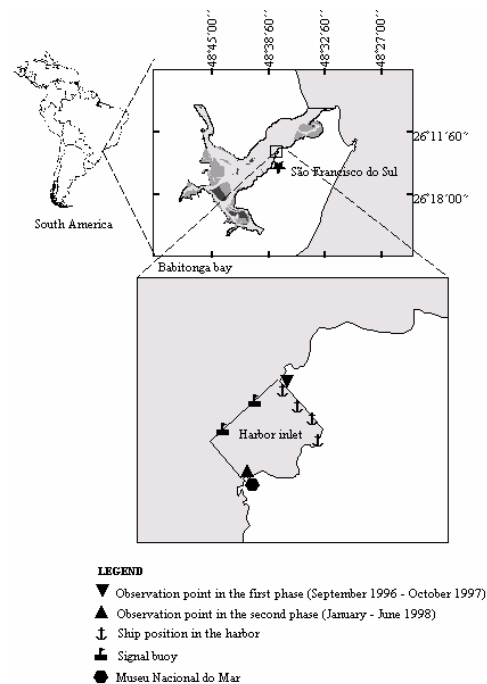 48°45´00´´
48°38´60´´
48°32´60´´
48°27´00´´
26°11´60´´
São Francisco do Sul
26°18´00´´
South America
Babitonga bay
Harbor inlet
LEGEND
Observation point in the first phase (September 1996 - October 1997)
Observation point in the second phase (January - June 1998)
Ship position in the harbor
Signal buoy
Museu Nacional do Mar